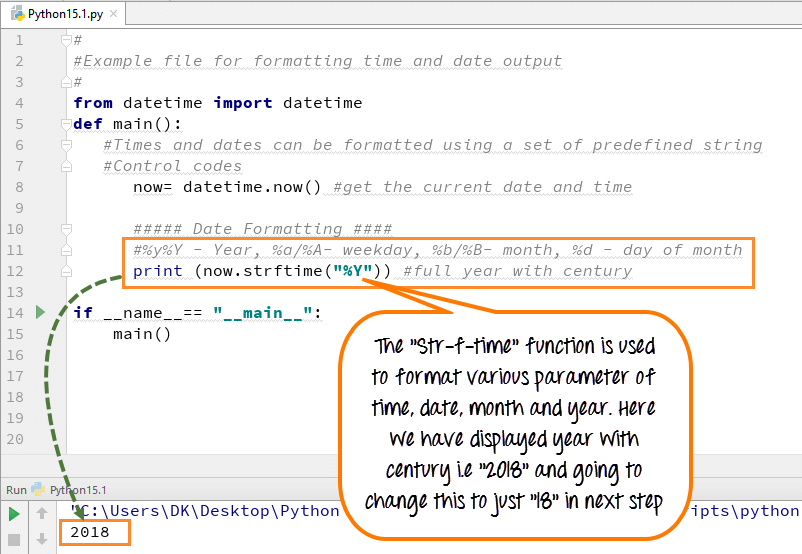 Python15.1.py
1 #
2 #Example file for formatting time and date output
3 #
4 from datetime import datetime
5 def main():
6 #Times and dates can be formatted using a set of predefined string
7 #Control codes
8 now= datetime.now() #get the current date and time
9
10 ##### Date Formatting ####
11 #%y%Y - Year, %a/%A- weekday, %b/%B- month, %d - day of month
12 print (now.strftime("%Y")) #full year with century
13
14 if __name__== "__main__":
15 main()
16
17
18
19
20
The "Str-f-time" function is used
to format various parameter of
time, date, month and year. Here
we have displayed year with
century i.e "2018" and going to
change this to just "18" in next step
Run Python15.1
"C:\Users\DK\Desktop\Python ipts\python
2018